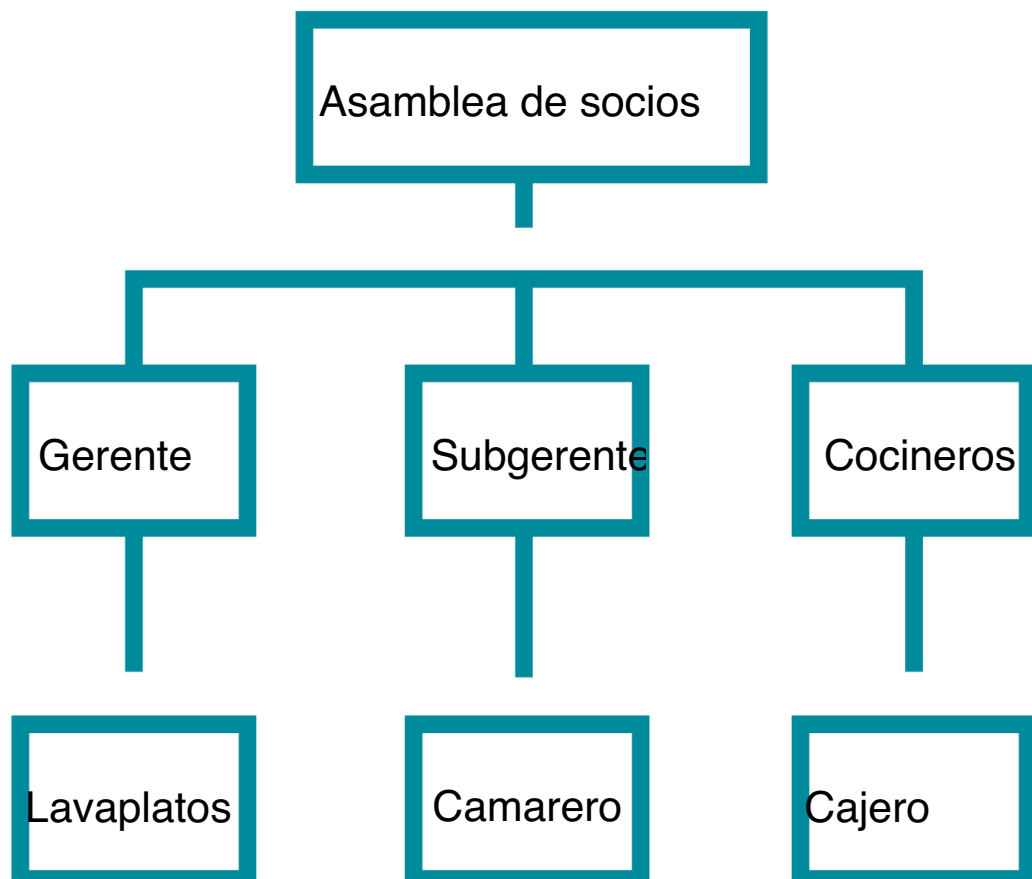 Asamblea de socios
Gerente
Subgerente
Cocineros
Lavaplatos
Camarero
Cajero